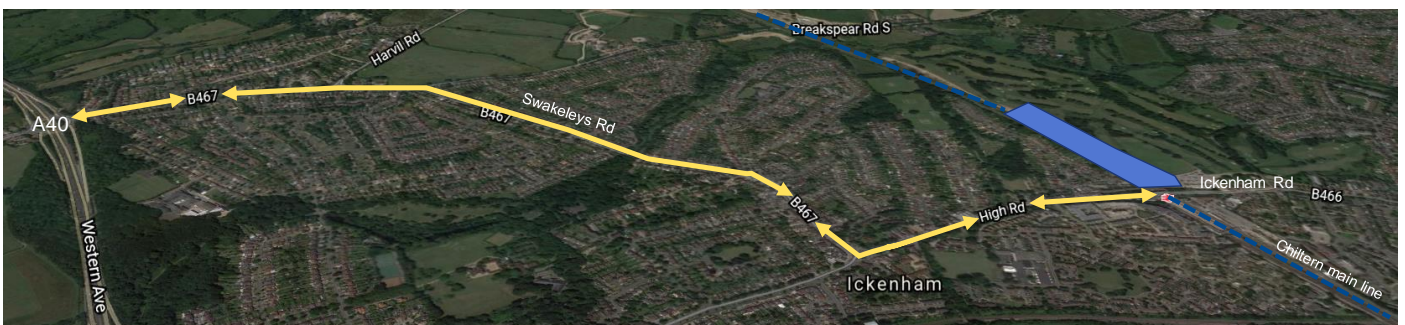 Breakspear Rd S
Harvil Rd
B467
A40
Swakeleys Rd
B467
Ickenham Rd
B466
B467
High Rd
Western Ave
Chiltern main line
Ickenham